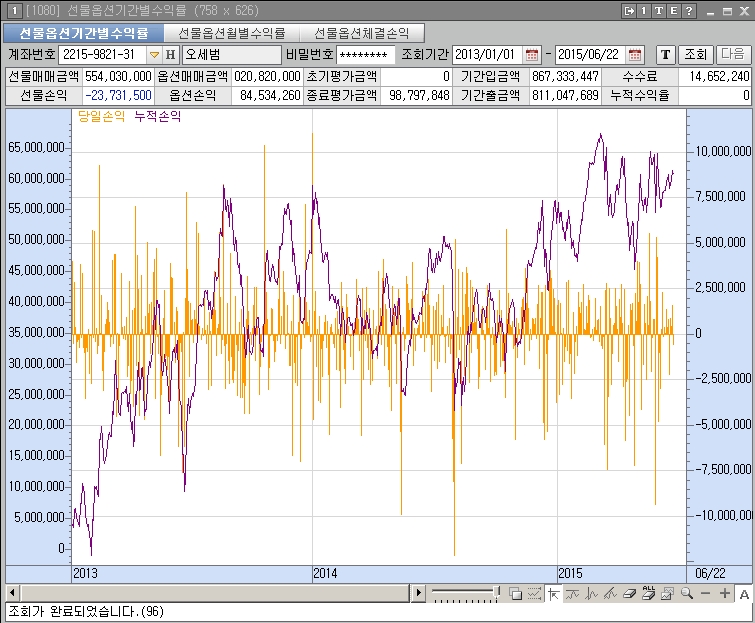 1 [1080] 선물옵션기간별수익률 (758 x 626) 1 T E ?
선물옵션기간별수익률 선물옵션월별수익률 선물옵션체결손익
계좌번호 2215-9821-31 H 오세범 비밀번호 ******** 조회기간 2013/01/01 - 2015/06/22 T 조회 다음
선물매매금액 554,030,000 옵션매매금액 020,820,000 초기평가금액 0 기간입금액 867,333,447 수수료 14,652,240
선물손익 -23,731,500 옵션손익 84,534,260 종료평가금액 98,797,848 기간출금액 811,047,689 누적수익률 0
당일손익 누적손익
65,000,000
10,000,000
60,000,000
7,500,000
55,000,000
50,000,000
5,000,000
45,000,000
2,500,000
40,000,000
35,000,000
0
30,000,000
-2,500,000
25,000,000
20,000,000
-5,000,000
15,000,000
-7,500,000
10,000,000
5,000,000
-10,000,000
0
2013 2014 2015 06/22
ALL A
조회가 완료되었습니다.(96)